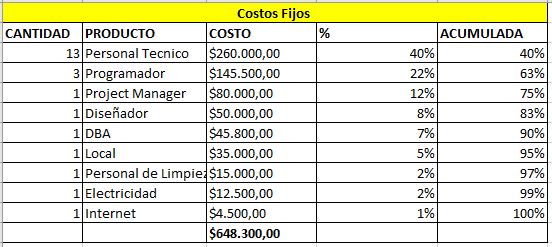 Costos Fijos
CANTIDAD PRODUCTO COSTO % ACUMULADA
13 Personal Tecnico $260.000,00 40% 40%
3 Programador $145.500,00 22% 63%
1 Project Manager $80.000,00 12% 75%
1 Diseñador $50.000,00 8% 83%
1 DBA $45.800,00 7% 90%
1 Local $35.000,00 5% 95%
1 Personal de Limpiez $15.000,00 2% 97%
1 Electricidad $12.500,00 2% 99%
1 Internet $4.500,00 1% 100%
$648.300,00